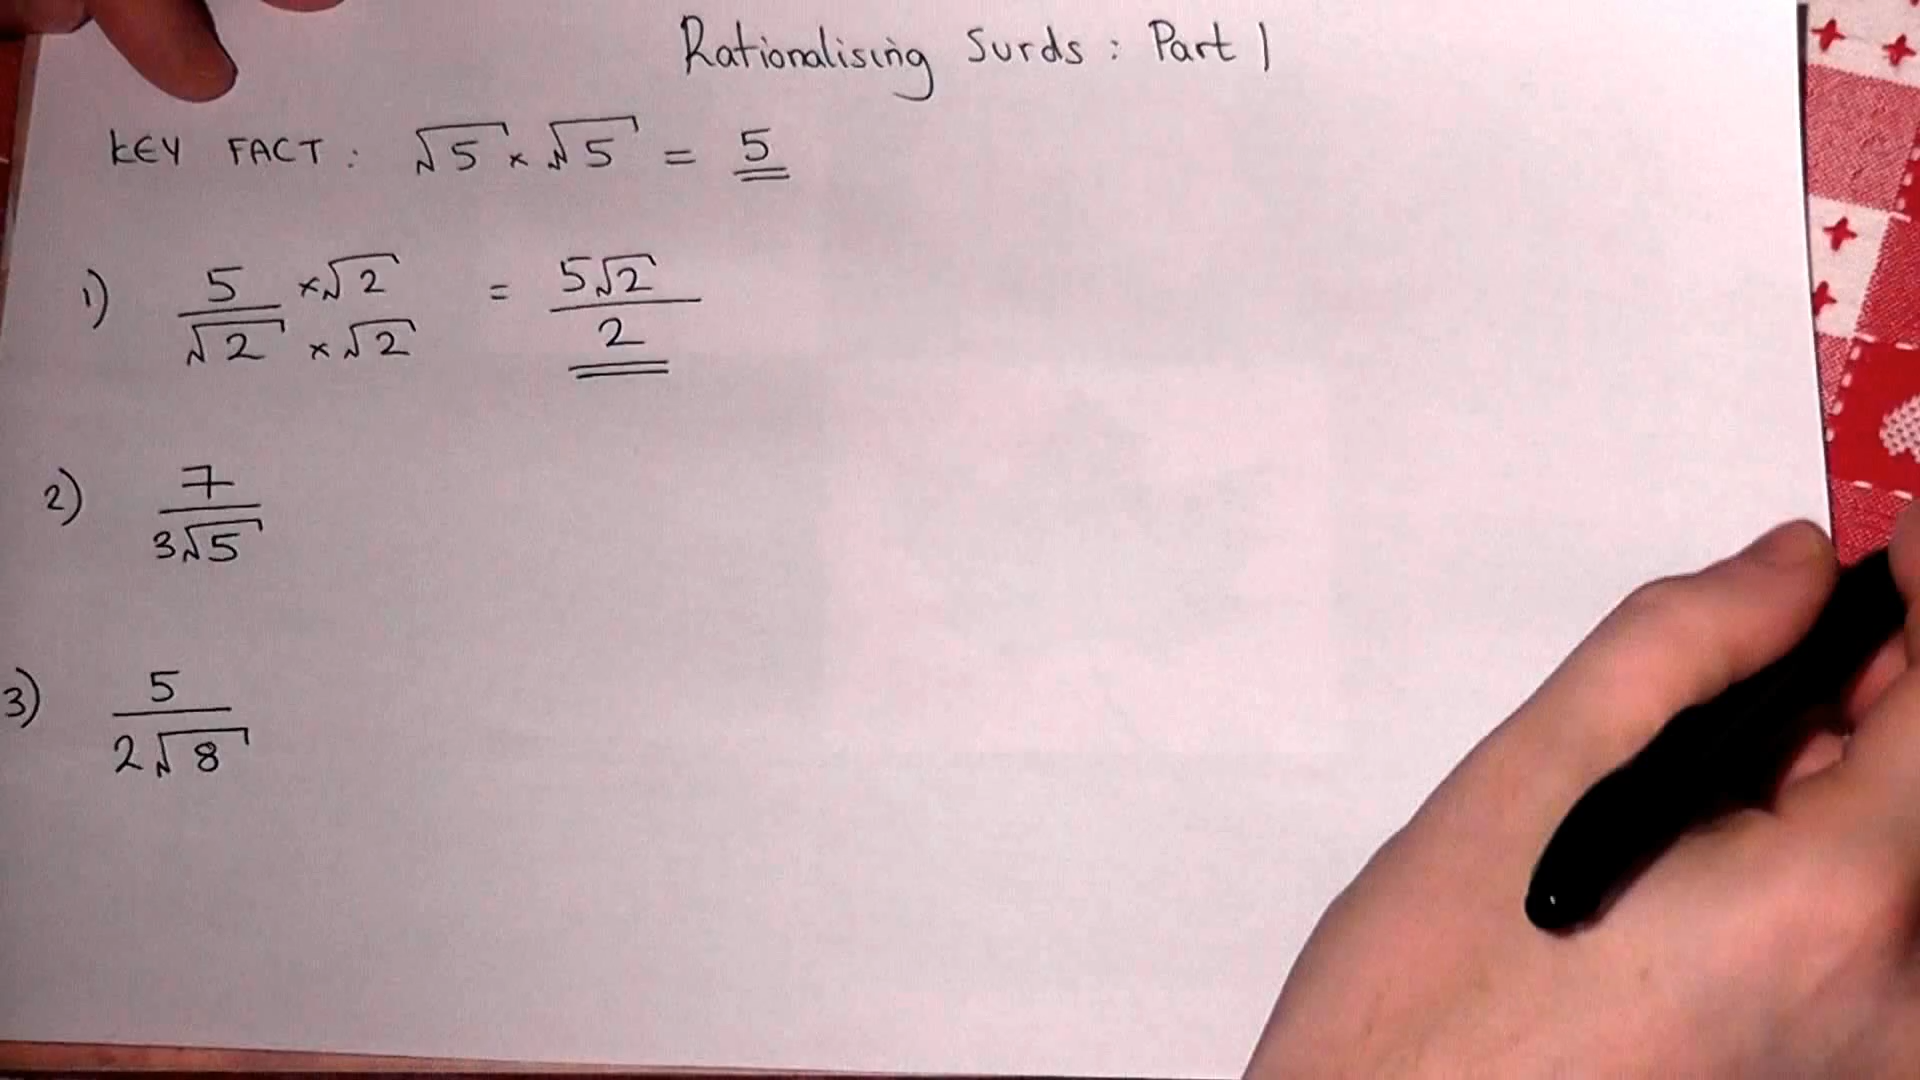 Rationalising Surds : Part 1
KEY FACT : √5 × √5 = 5
1) 5/√2 ×√2/×√2 = 5√2/2
2) 7/3√5
3) 5/2√8